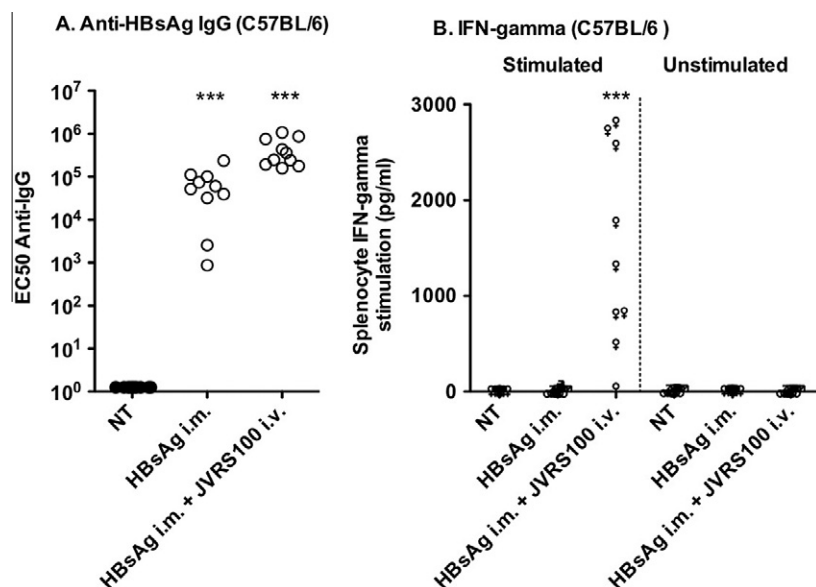 A. Anti-HBsAg IgG (C57BL/6)
EC50 Anti-IgG
10⁷
10⁶
10⁵
10⁴
10³
10²
10¹
10⁰
***
***
NT
HBsAg i.m.
HBsAg i.m. + JVRS100 i.v.
B. IFN-gamma (C57BL/6 )
Stimulated
Unstimulated
Splenocyte IFN-gamma
stimulation (pg/ml)
3000
2000
1000
0
***
NT
HBsAg i.m.
HBsAg i.m. + JVRS100 i.v.
NT
HBsAg i.m.
HBsAg i.m. + JVRS100 i.v.